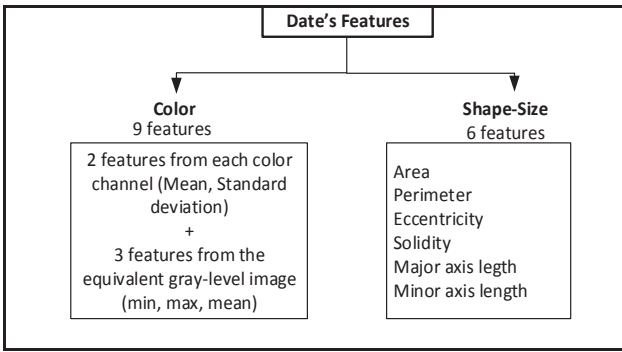 Date's Features
Color
9 features
2 features from each color
channel (Mean, Standard
deviation)
+
3 features from the
equivalent gray-level image
(min, max, mean)
Shape-Size
6 features
Area
Perimeter
Eccentricity
Solidity
Major axis legth
Minor axis length